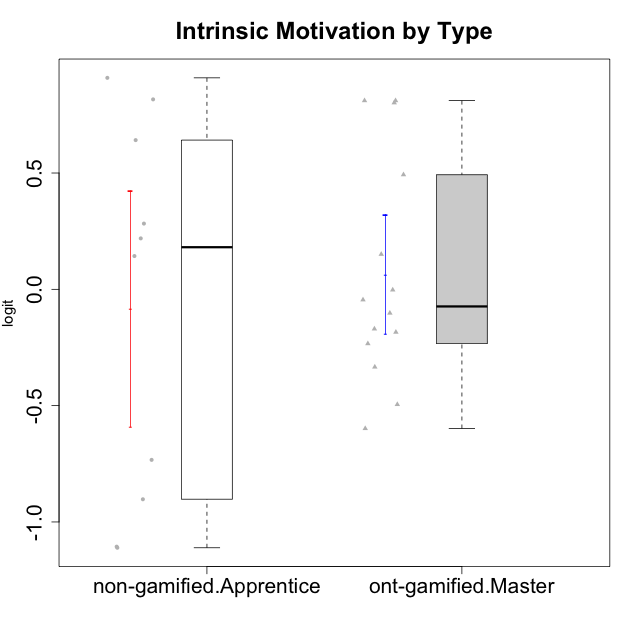 Intrinsic Motivation by Type
logit
0.5
0.0
-0.5
-1.0
non-gamified.Apprentice
ont-gamified.Master